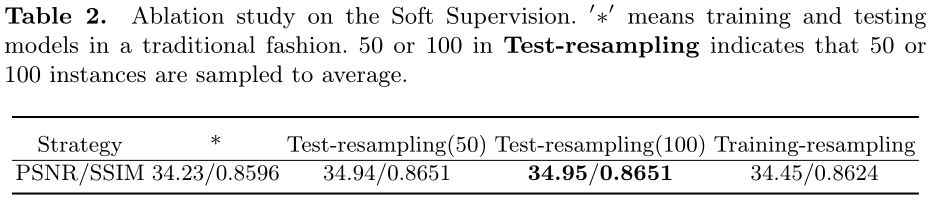 Table 2. Ablation study on the Soft Supervision. ′*′ means training and testing
models in a traditional fashion. 50 or 100 in Test-resampling indicates that 50 or
100 instances are sampled to average.
Strategy * Test-resampling(50) Test-resampling(100) Training-resampling
PSNR/SSIM 34.23/0.8596 34.94/0.8651 34.95/0.8651 34.45/0.8624